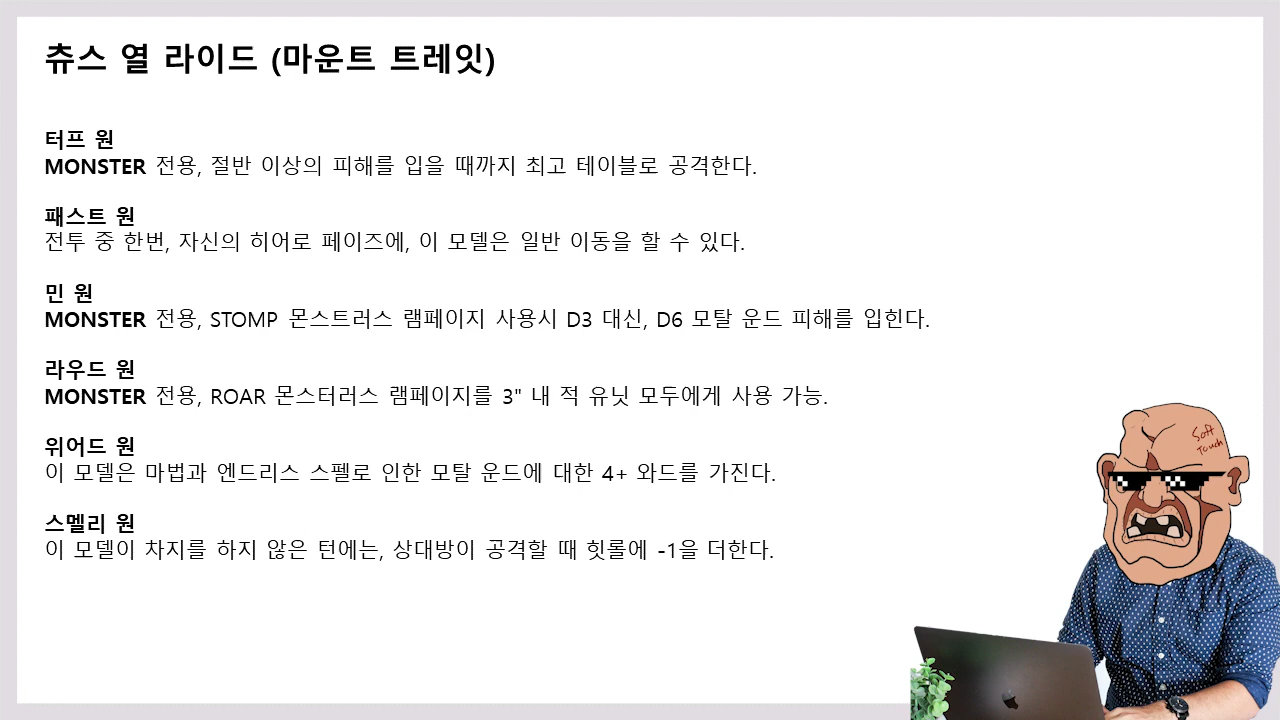 츄스 열 라이드 (마운트 트레잇)
터프 원
MONSTER 전용, 절반 이상의 피해를 입을 때까지 최고 테이블로 공격한다.
패스트 원
전투 중 한번, 자신의 히어로 페이즈에, 이 모델은 일반 이동을 할 수 있다.
민 원
MONSTER 전용, STOMP 몬스트러스 램페이지 사용시 D3 대신, D6 모탈 운드 피해를 입힌다.
라우드 원
MONSTER 전용, ROAR 몬스터러스 램페이지를 3" 내 적 유닛 모두에게 사용 가능.
위어드 원
이 모델은 마법과 엔드리스 스펠로 인한 모탈 운드에 대한 4+ 와드를 가진다.
스멜리 원
이 모델이 차지를 하지 않은 턴에는, 상대방이 공격할 때 힛롤에 -1을 더한다.
Soft
Touch